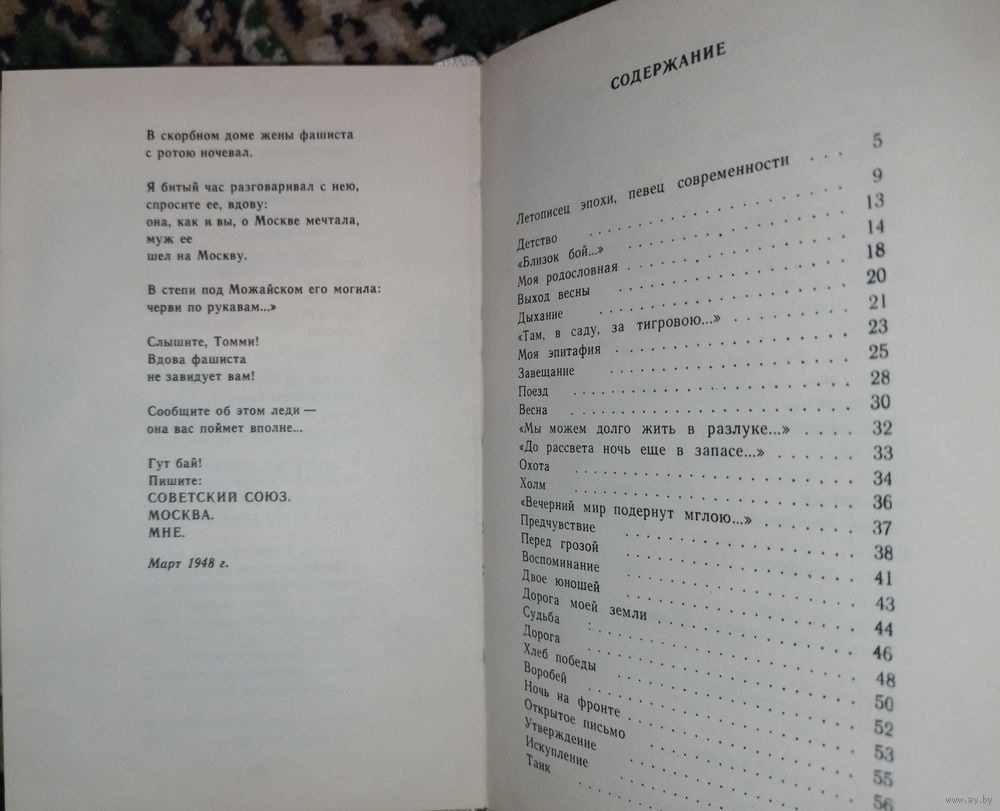 В скорбном доме жены фашиста
с ротою ночевал.
Я битый час разговаривал с нею,
спросите ее, вдову:
она, как и вы, о Москве мечтала,
муж ее
шел на Москву.
В степи под Можайском его могила:
черви по рукавам...»
Слышите, Томми!
Вдова фашиста
не завидует вам!
Сообщите об этом леди —
она вас поймет вполне...
Гут бай!
Пишите:
СОВЕТСКИЙ СОЮЗ.
МОСКВА.
МНЕ.
Март 1948 г.
СОДЕРЖАНИЕ
Летописец эпохи, певец современности . . . 5
Детство . . . 9
«Близок бой...» . . . 13
Моя родословная . . . 14
Выход весны . . . 18
Дыхание . . . 20
«Там, в саду, за тигровою...» . . . 21
Моя эпитафия . . . 23
Завещание . . . 25
Поезд . . . 28
Весна . . . 30
«Мы можем долго жить в разлуке...» . . . . 32
«До рассвета ночь еще в запасе...» . . . 33
Охота . . . 34
Холм . . . 36
«Вечерний мир подернут мглою...» . . . 37
Предчувствие . . . 38
Перед грозой . . . 41
Воспоминание . . . 43
Двое юношей . . . 44
Дорога моей земли . . . 46
Судьба . . . 48
Дорога . . . 50
Хлеб победы . . . 52
Воробей . . . 53
Ночь на фронте . . . 55
Открытое письмо . . . 56
Утверждение
Искупление
Танк
www.ay.by